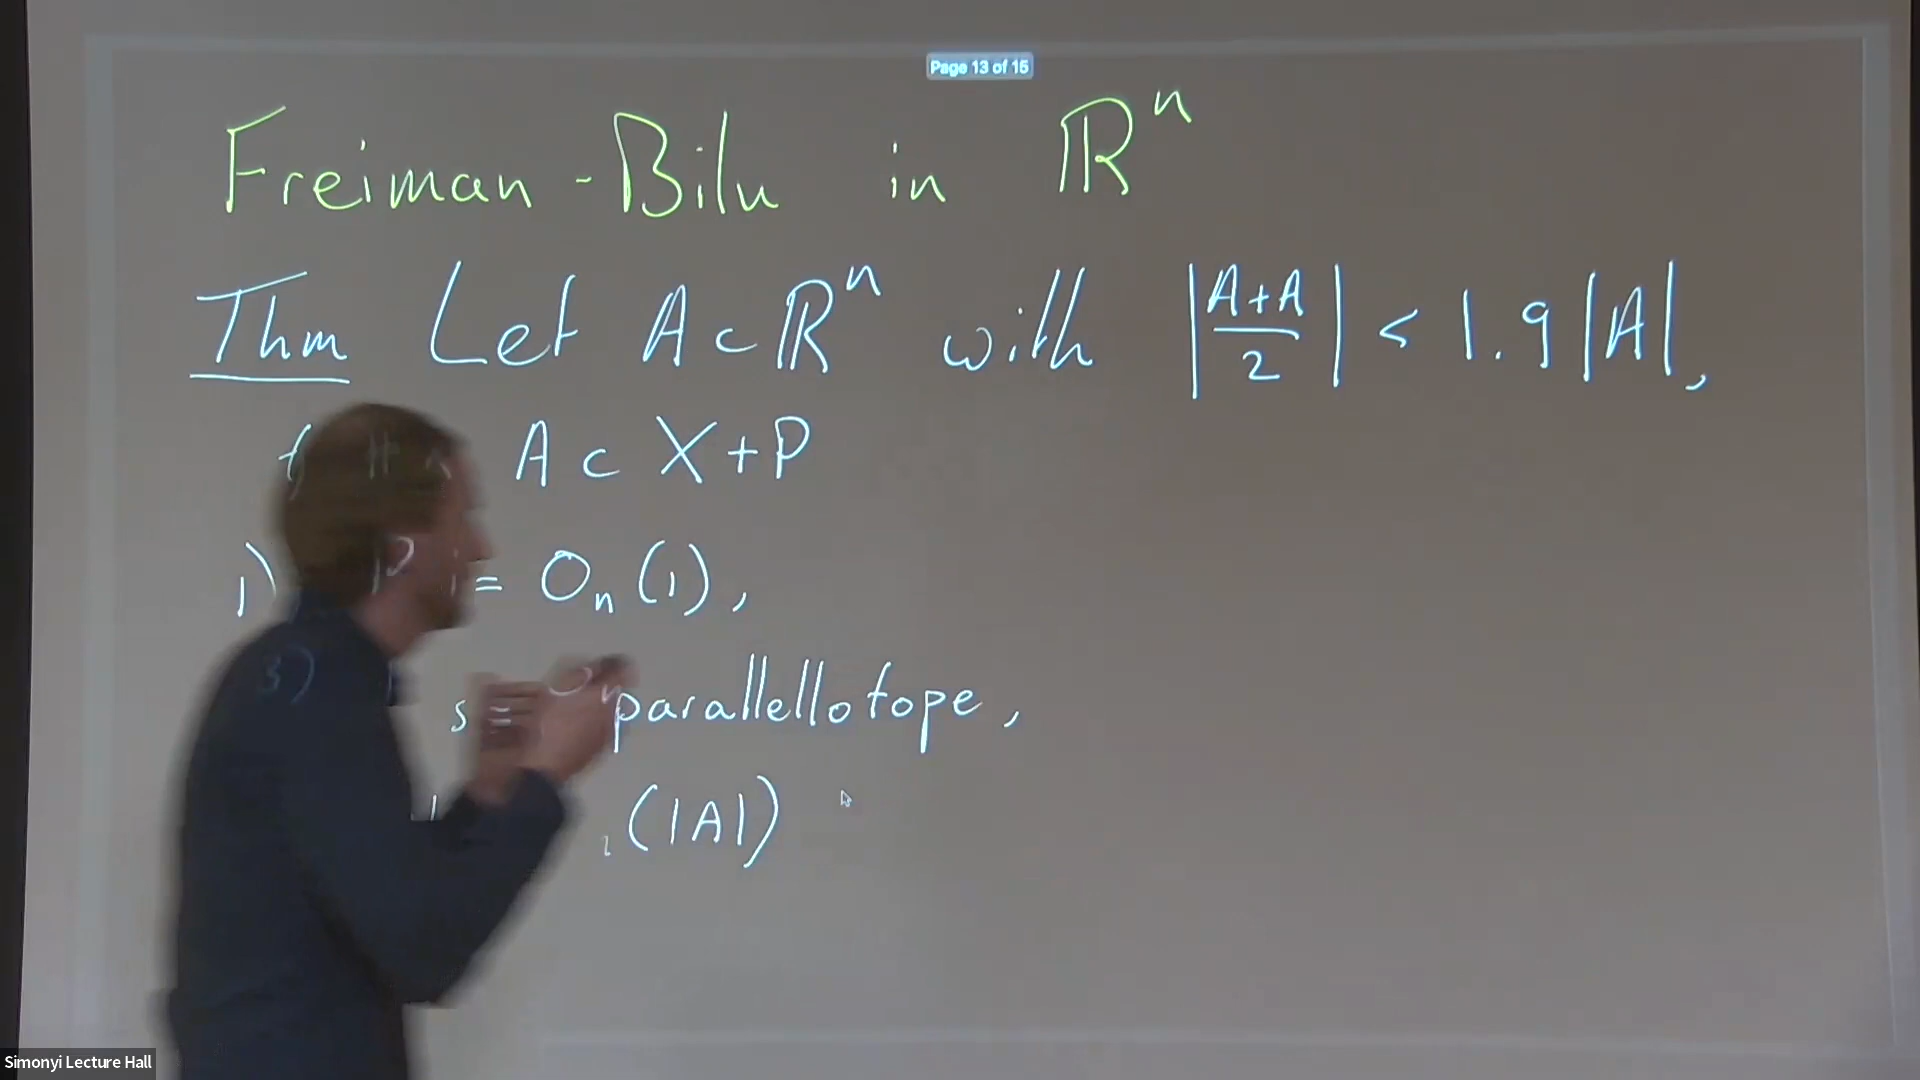 Page 13 of 15
Freiman-Bilu in ℝⁿ
Thm Let A ⊂ ℝⁿ with |(A+A)/2| < 1.9|A|,
A ⊂ X+P
1) = Oₙ(1),
parallellotope,
3)
(|A|)
Simonyi Lecture Hall